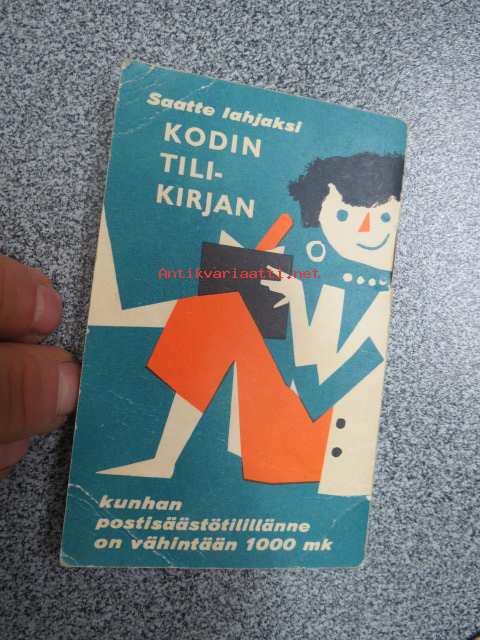 Saatte lahjaksi
KODIN
TILI-
KIRJAN
Antikvariaatti.net
kunhan
postisäästötilillänne
on vähintään 1000 mk